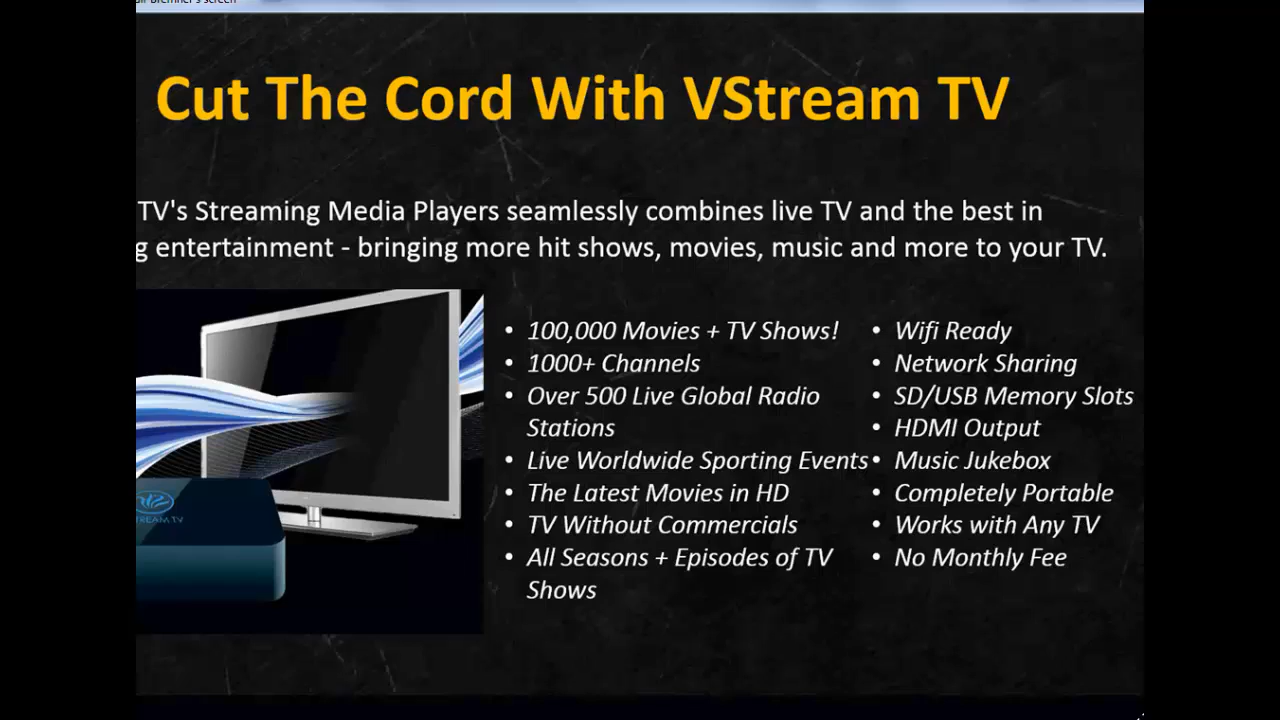 Bremner's screen
Cut The Cord With VStream TV
TV's Streaming Media Players seamlessly combines live TV and the best in
g entertainment - bringing more hit shows, movies, music and more to your TV.
• 100,000 Movies + TV Shows!
• 1000+ Channels
• Over 500 Live Global Radio
Stations
• Live Worldwide Sporting Events
• The Latest Movies in HD
• TV Without Commercials
• All Seasons + Episodes of TV
Shows
• Wifi Ready
• Network Sharing
• SD/USB Memory Slots
• HDMI Output
• Music Jukebox
• Completely Portable
• Works with Any TV
• No Monthly Fee
TREAM TV